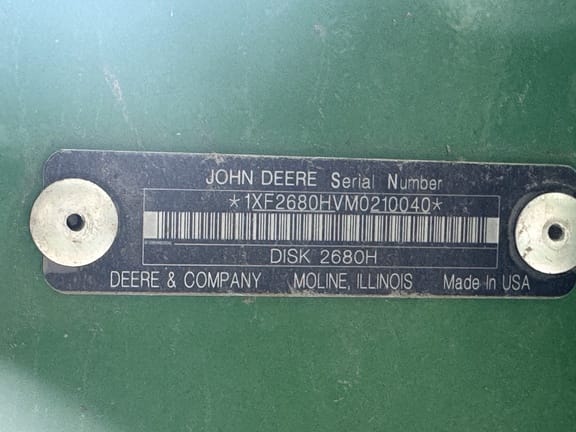 JOHN DEERE Serial Number
*1XF2680HVM0210040*
DISK 2680H
DEERE & COMPANY MOLINE, ILLINOIS Made In USA